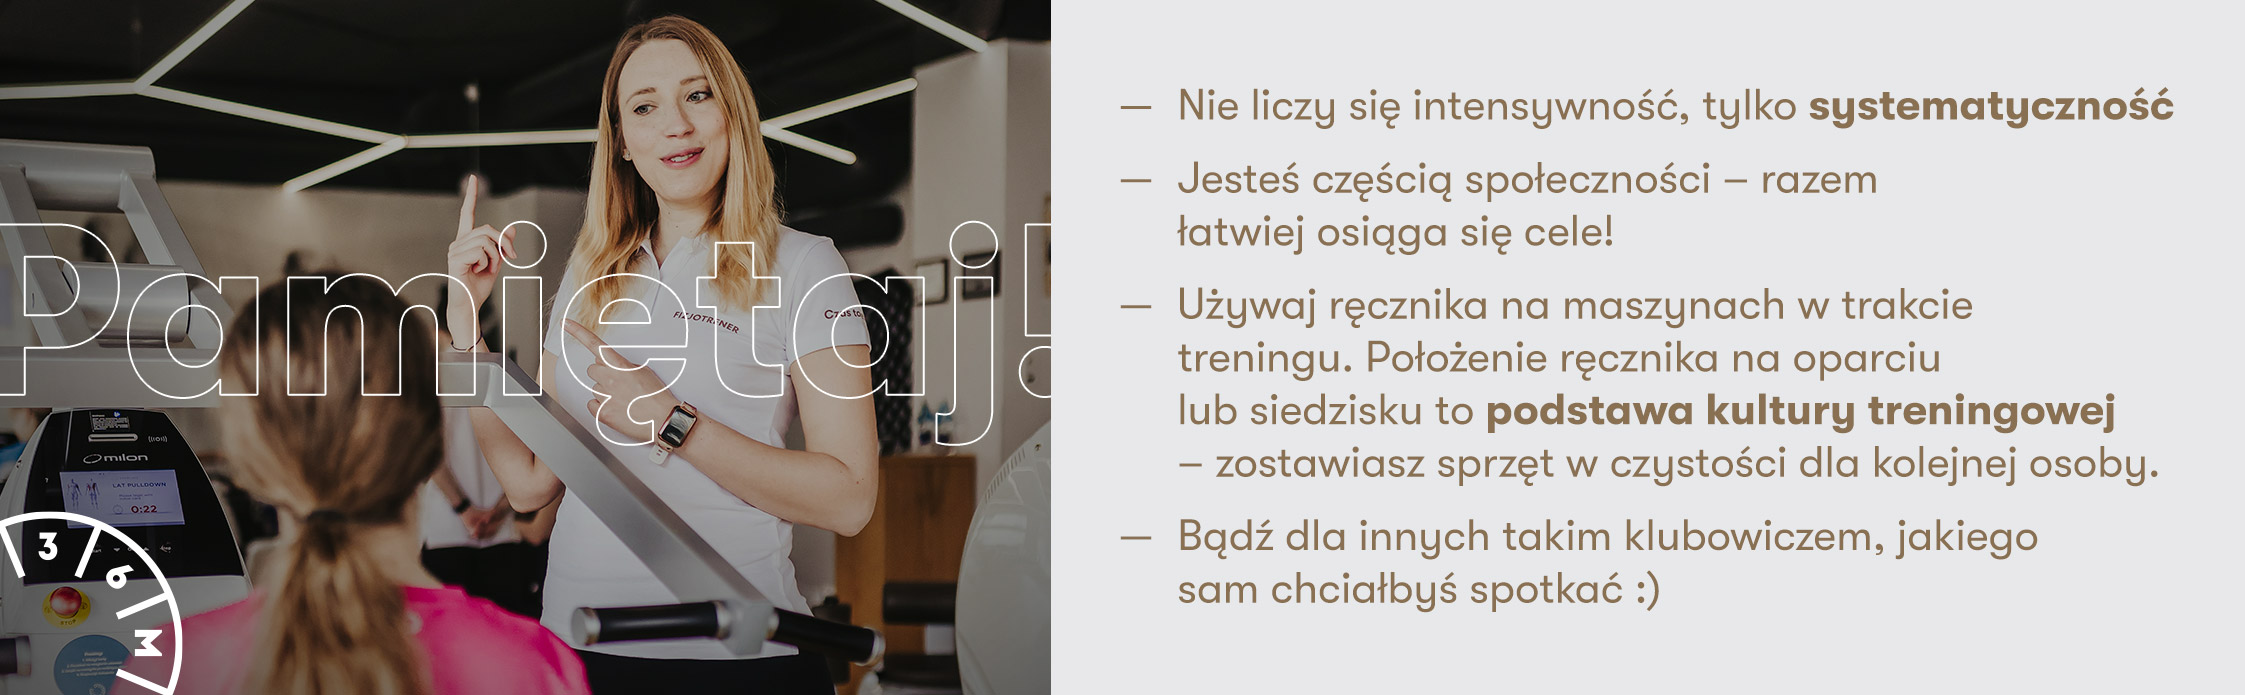 Pamiętaj!
FIZJOTRENER
milon
LAT PULLDOWN
0:22
STOP
3
6
M
— Nie liczy się intensywność, tylko systematyczność
— Jesteś częścią społeczności – razem
łatwiej osiąga się cele!
— Używaj ręcznika na maszynach w trakcie
treningu. Położenie ręcznika na oparciu
lub siedzisku to podstawa kultury treningowej
– zostawiasz sprzęt w czystości dla kolejnej osoby.
— Bądź dla innych takim klubowiczem, jakiego
sam chciałbyś spotkać :)